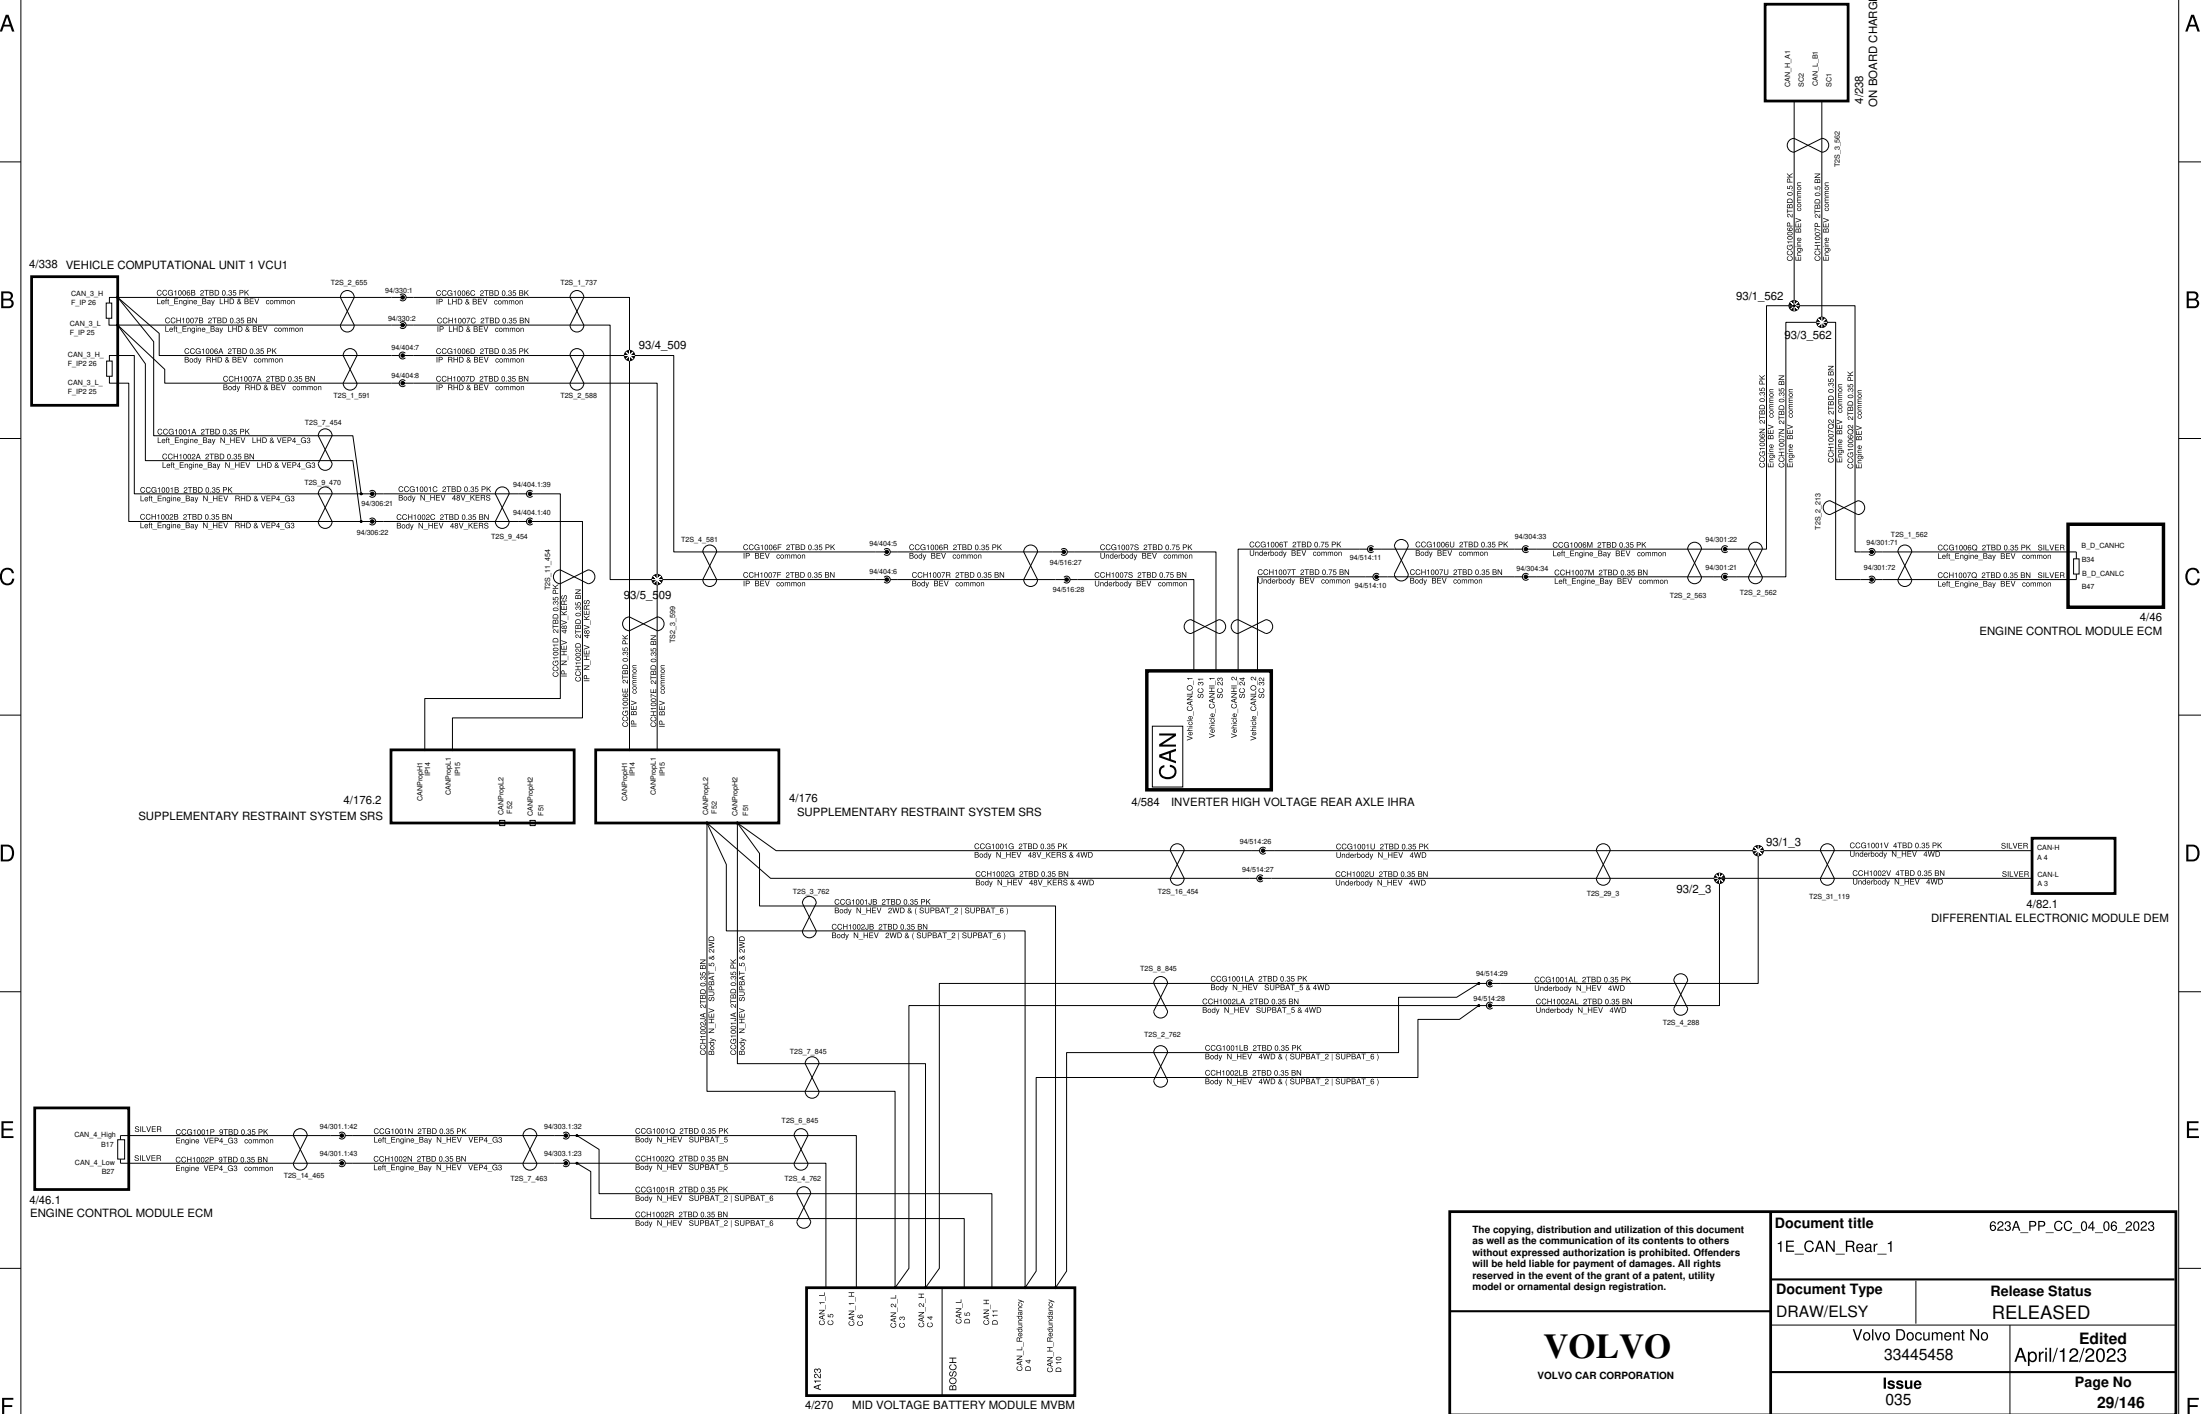 A
A
CAN_H_A1
SC2
CAN_L_B1
SC1
4/238
T2S_3_562
CCG1006P 2TBD 0.5 PK
Engine BEV common
CCH1007P 2TBD 0.5 BN
Engine BEV common
B
B
4/338 VEHICLE COMPUTATIONAL UNIT 1 VCU1
CAN_3_H
F_IP 26
CAN_3_L
F_IP 25
CAN_3_H_
F_IP2 26
CAN_3_L_
F_IP2 25
CCG1006B 2TBD 0.35 PK
Left_Engine_Bay LHD & BEV common
T2S_2_655
94/330:1
CCG1006C 2TBD 0.35 BK
IP LHD & BEV common
T2S_1_737
CCH1007B 2TBD 0.35 BN
Left_Engine_Bay LHD & BEV common
94/330:2
CCH1007C 2TBD 0.35 BN
IP LHD & BEV common
CCG1006A 2TBD 0.35 PK
Body RHD & BEV common
94/404:7
CCG1006D 2TBD 0.35 PK
IP RHD & BEV common
93/4_509
CCH1007A 2TBD 0.35 BN
Body RHD & BEV common
T2S_1_591
94/404:8
CCH1007D 2TBD 0.35 BN
IP RHD & BEV common
T2S_2_588
93/1_562
93/3_562
CCG1006N 2TBD 0.35 PK
Engine BEV common
CCH1007N 2TBD 0.35 BN
Engine BEV common
CCH1007Q2 2TBD 0.35 BN
Engine BEV common
CCG1006Q2 2TBD 0.35 PK
Engine BEV common
T2S_2_213
CCG1001A 2TBD 0.35 PK
Left_Engine_Bay N_HEV LHD & VEP4_G3
T2S_7_454
CCH1002A 2TBD 0.35 BN
Left_Engine_Bay N_HEV LHD & VEP4_G3
CCG1001B 2TBD 0.35 PK
Left_Engine_Bay N_HEV RHD & VEP4_G3
T2S_9_470
94/306:21
CCG1001C 2TBD 0.35 PK
Body N_HEV 48V_KERS
94/404.1:39
CCH1002B 2TBD 0.35 BN
Left_Engine_Bay N_HEV RHD & VEP4_G3
94/306:22
CCH1002C 2TBD 0.35 BN
Body N_HEV 48V_KERS
T2S_9_454
94/404.1:40
C
C
T2S_11_454
CCG1001D 2TBD 0.35 PK
IP N_HEV 48V_KERS
CCH1002D 2TBD 0.35 BN
IP N_HEV 48V_KERS
93/5_509
TS2_3_599
CCG1006E 2TBD 0.35 PK
IP BEV common
CCH1007E 2TBD 0.35 BN
IP BEV common
T2S_4_581
CCG1006F 2TBD 0.35 PK
IP BEV common
94/404:5
CCG1006R 2TBD 0.35 PK
Body BEV common
94/516:27
CCG1007S 2TBD 0.75 PK
Underbody BEV common
CCH1007F 2TBD 0.35 BN
IP BEV common
94/404:6
CCH1007R 2TBD 0.35 BN
Body BEV common
94/516:28
CCH1007S 2TBD 0.75 BN
Underbody BEV common
CCG1006T 2TBD 0.75 PK
Underbody BEV common
94/514:11
CCG1006U 2TBD 0.35 PK
Body BEV common
94/304:33
CCG1006M 2TBD 0.35 PK
Left_Engine_Bay BEV common
94/301:22
CCH1007T 2TBD 0.75 BN
Underbody BEV common
94/514:10
CCH1007U 2TBD 0.35 BN
Body BEV common
94/304:34
CCH1007M 2TBD 0.35 BN
Left_Engine_Bay BEV common
T2S_2_563
94/301:21
T2S_2_562
94/301:71
T2S_1_562
CCG1006Q 2TBD 0.35 PK SILVER
Left_Engine_Bay BEV common
94/301:72
CCH1007Q 2TBD 0.35 BN SILVER
Left_Engine_Bay BEV common
B_D_CANHC
B34
B_D_CANLC
B47
4/46
ENGINE CONTROL MODULE ECM
Vehicle_CANLO_1
SC 31
Vehicle_CANHI_1
SC 23
Vehicle_CANHI_2
SC 24
Vehicle_CANLO_2
SC 32
CAN
4/584 INVERTER HIGH VOLTAGE REAR AXLE IHRA
CANPropH1
IP14
CANPropL1
IP15
CANPropL2
F52
CANPropH2
F51
4/176.2
SUPPLEMENTARY RESTRAINT SYSTEM SRS
CANPropH1
IP14
CANPropL1
IP15
CANPropL2
F52
CANPropH2
F51
4/176
SUPPLEMENTARY RESTRAINT SYSTEM SRS
D
D
CCG1001G 2TBD 0.35 PK
Body N_HEV 48V_KERS & 4WD
94/514:26
CCG1001U 2TBD 0.35 PK
Underbody N_HEV 4WD
93/1_3
CCG1001V 4TBD 0.35 PK
Underbody N_HEV 4WD
SILVER
CCH1002G 2TBD 0.35 BN
Body N_HEV 48V_KERS & 4WD
T2S_16_454
94/514:27
CCH1002U 2TBD 0.35 BN
Underbody N_HEV 4WD
T2S_29_3
93/2_3
T2S_31_119
CCH1002V 4TBD 0.35 BN
Underbody N_HEV 4WD
SILVER
CAN-H
A 4
CAN-L
A 3
4/82.1
DIFFERENTIAL ELECTRONIC MODULE DEM
T2S_3_762
CCG1001JB 2TBD 0.35 PK
Body N_HEV 2WD & ( SUPBAT_2 | SUPBAT_6 )
CCH1002JB 2TBD 0.35 BN
Body N_HEV 2WD & ( SUPBAT_2 | SUPBAT_6 )
CCH1002JA 2TBD 0.35 BN
Body N_HEV SUPBAT_5 & 2WD
CCG1001JA 2TBD 0.35 PK
Body N_HEV SUPBAT_5 & 2WD
T2S_7_845
T2S_8_845
CCG1001LA 2TBD 0.35 PK
Body N_HEV SUPBAT_5 & 4WD
94/514:29
CCG1001AL 2TBD 0.35 PK
Underbody N_HEV 4WD
CCH1002LA 2TBD 0.35 BN
Body N_HEV SUPBAT_5 & 4WD
94/514:28
CCH1002AL 2TBD 0.35 BN
Underbody N_HEV 4WD
T2S_4_288
T2S_2_762
CCG1001LB 2TBD 0.35 PK
Body N_HEV 4WD & ( SUPBAT_2 | SUPBAT_6 )
CCH1002LB 2TBD 0.35 BN
Body N_HEV 4WD & ( SUPBAT_2 | SUPBAT_6 )
E
E
CAN_4_High
B17
CAN_4_Low
B27
4/46.1
ENGINE CONTROL MODULE ECM
SILVER
CCG1001P 9TBD 0.35 PK
Engine VEP4_G3 common
94/301.1:42
CCG1001N 2TBD 0.35 PK
Left_Engine_Bay N_HEV VEP4_G3
94/303.1:32
CCG1001Q 2TBD 0.35 PK
Body N_HEV SUPBAT_5
T2S_6_845
SILVER
CCH1002P 9TBD 0.35 BN
Engine VEP4_G3 common
T2S_14_465
94/301.1:43
CCH1002N 2TBD 0.35 BN
Left_Engine_Bay N_HEV VEP4_G3
T2S_7_463
94/303.1:23
CCH1002Q 2TBD 0.35 BN
Body N_HEV SUPBAT_5
T2S_4_762
CCG1001R 2TBD 0.35 PK
Body N_HEV SUPBAT_2 | SUPBAT_6
CCH1002R 2TBD 0.35 BN
Body N_HEV SUPBAT_2 | SUPBAT_6
CAN_1_L
C 5
CAN_1_H
C 6
CAN_2_L
C 3
CAN_2_H
C 4
CAN_L
D 5
CAN_H
D 11
CAN_L_Redundancy
D 4
CAN_H_Redundancy
D 10
A123
BOSCH
4/270 MID VOLTAGE BATTERY MODULE MVBM
The copying, distribution and utilization of this document
as well as the communication of its contents to others
without expressed authorization is prohibited. Offenders
will be held liable for payment of damages. All rights
reserved in the event of the grant of a patent, utility
model or ornamental design registration.
VOLVO
VOLVO CAR CORPORATION
Document title
623A_PP_CC_04_06_2023
1E_CAN_Rear_1
Document Type
DRAW/ELSY
Release Status
RELEASED
Volvo Document No
33445458
Edited
April/12/2023
Issue
035
Page No
29/146
ON BOARD